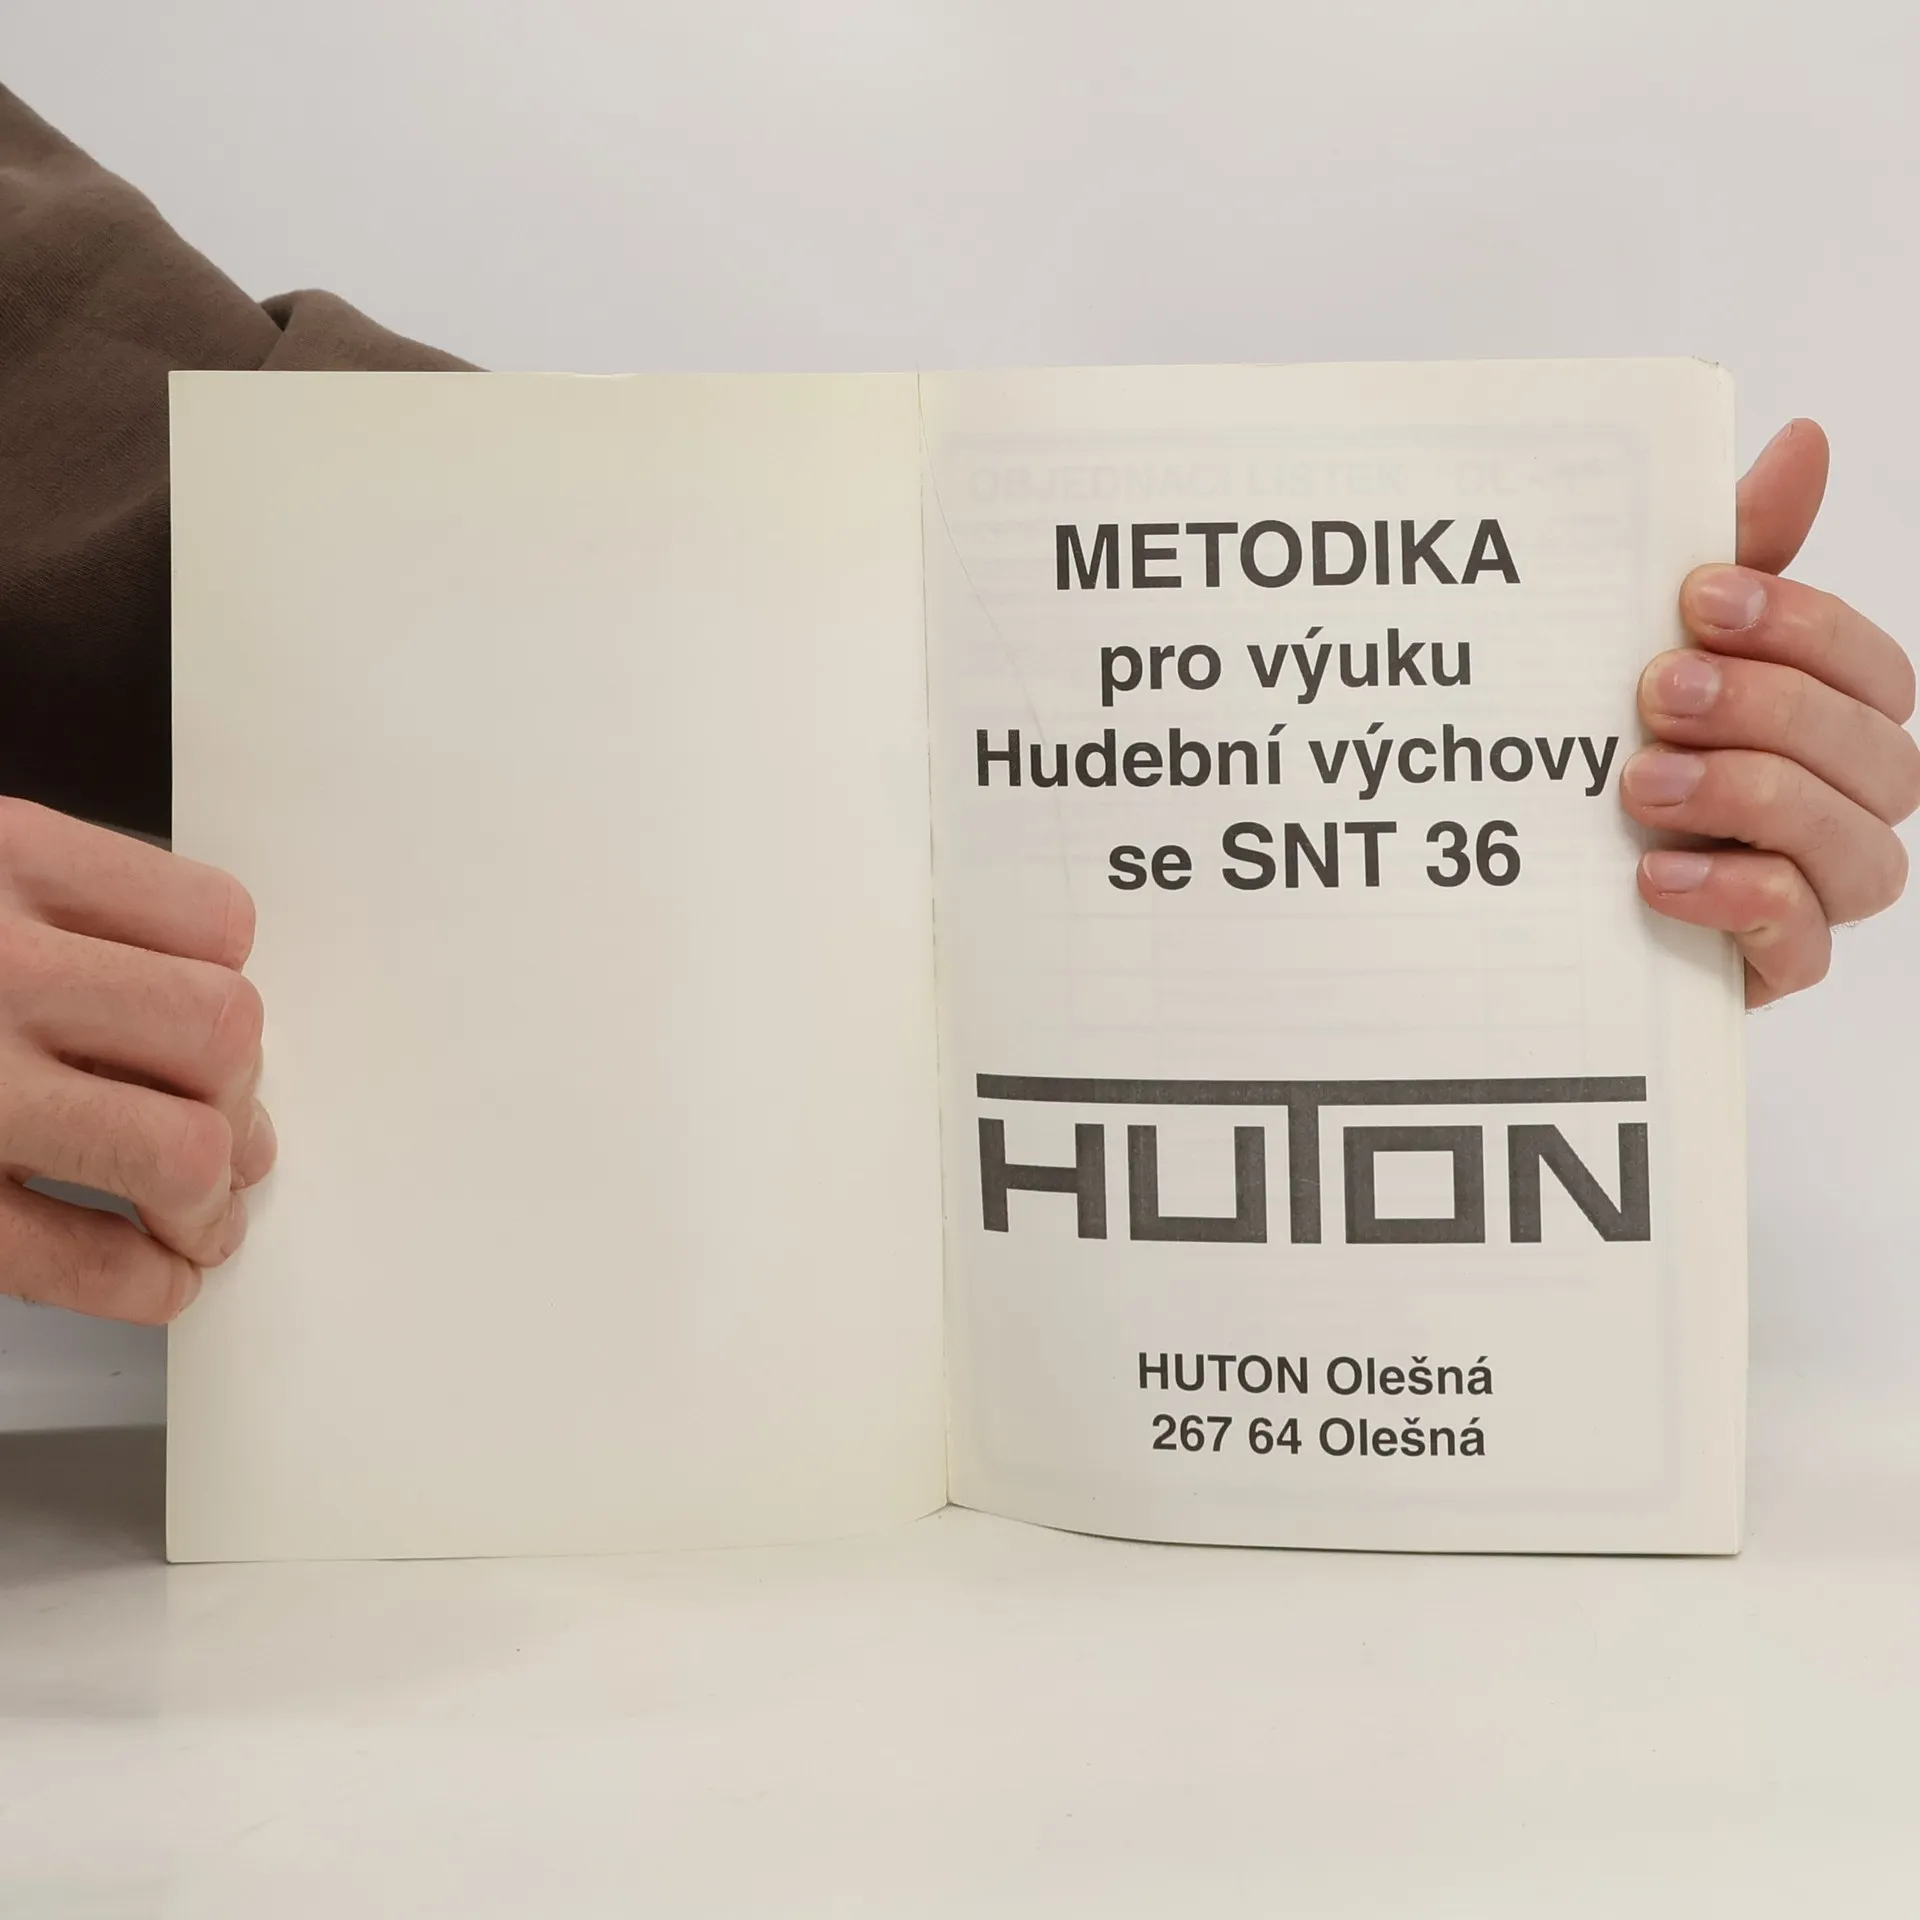 METODIKA
pro výuku
Hudební výchovy
se SNT 36
HUTON
HUTON Olešná
267 64 Olešná